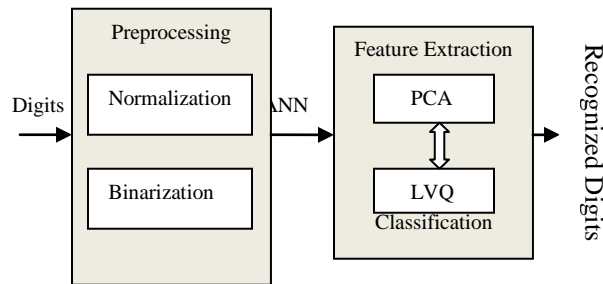 Preprocessing
Digits
Normalization
Binarization
ANN
Feature Extraction
PCA
LVQ
Classification
Recognized Digits